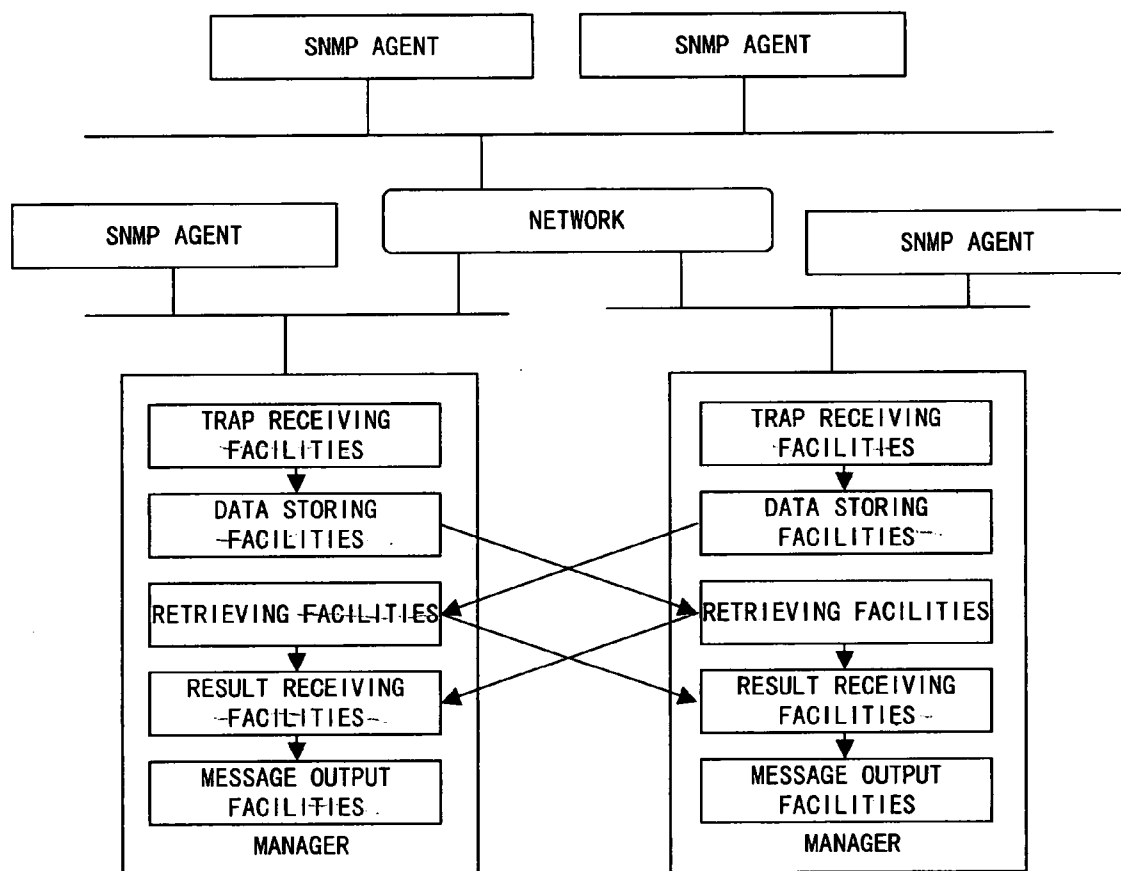 SNMP AGENT
SNMP AGENT
SNMP AGENT
NETWORK
SNMP AGENT
TRAP RECEIVING
FACILITIES
DATA STORING
FACILITIES
RETRIEVING FACILITIES
RESULT RECEIVING
FACILITIES
MESSAGE OUTPUT
FACILITIES
MANAGER
TRAP RECEIVING
FACILITIES
DATA STORING
FACILITIES
RETRIEVING FACILITIES
RESULT RECEIVING
FACILITIES
MESSAGE OUTPUT
FACILITIES
MANAGER